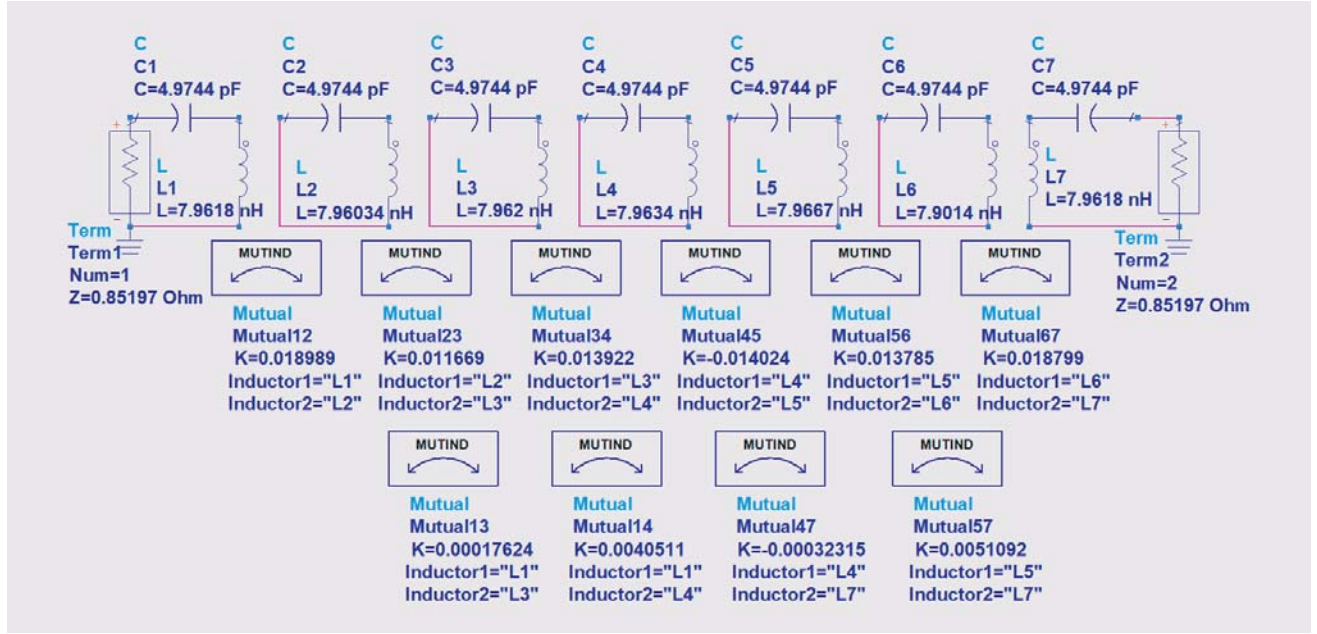 C
C1
C=4.9744 pF
C
C2
C=4.9744 pF
C
C3
C=4.9744 pF
C
C4
C=4.9744 pF
C
C5
C=4.9744 pF
C
C6
C=4.9744 pF
C
C7
C=4.9744 pF
+
-
L
L1
L=7.9618 nH
L
L2
L=7.96034 nH
L
L3
L=7.962 nH
L
L4
L=7.9634 nH
L
L5
L=7.9667 nH
L
L6
L=7.9014 nH
L
L7
L=7.9618 nH
+
-
Term
Term1
Num=1
Z=0.85197 Ohm
Term
Term2
Num=2
Z=0.85197 Ohm
MUTIND
Mutual
Mutual12
K=0.018989
Inductor1="L1"
Inductor2="L2"
MUTIND
Mutual
Mutual23
K=0.011669
Inductor1="L2"
Inductor2="L3"
MUTIND
Mutual
Mutual34
K=0.013922
Inductor1="L3"
Inductor2="L4"
MUTIND
Mutual
Mutual45
K=-0.014024
Inductor1="L4"
Inductor2="L5"
MUTIND
Mutual
Mutual56
K=0.013785
Inductor1="L5"
Inductor2="L6"
MUTIND
Mutual
Mutual67
K=0.018799
Inductor1="L6"
Inductor2="L7"
MUTIND
Mutual
Mutual13
K=0.00017624
Inductor1="L1"
Inductor2="L3"
MUTIND
Mutual
Mutual14
K=0.0040511
Inductor1="L1"
Inductor2="L4"
MUTIND
Mutual
Mutual47
K=-0.00032315
Inductor1="L4"
Inductor2="L7"
MUTIND
Mutual
Mutual57
K=0.0051092
Inductor1="L5"
Inductor2="L7"